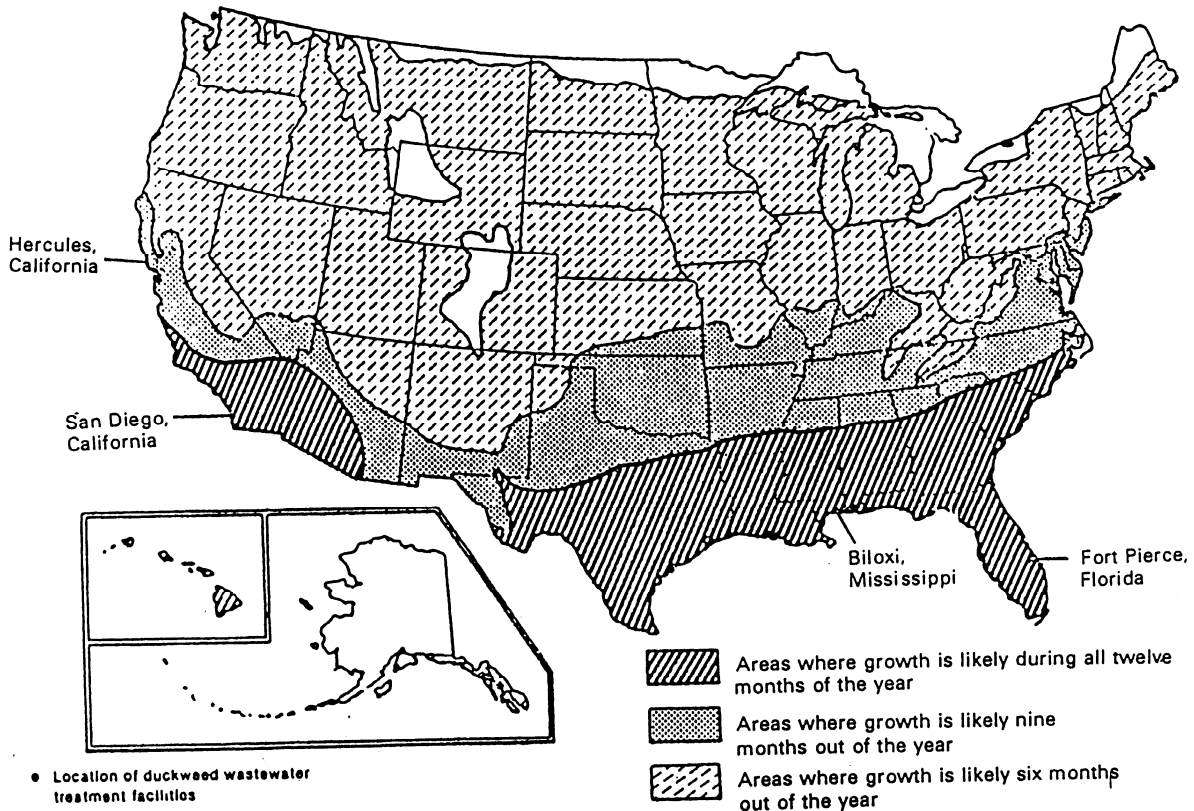 Hercules,
California
San Diego,
California
Biloxi,
Mississippi
Fort Pierce,
Florida
Areas where growth is likely during all twelve
months of the year
Areas where growth is likely nine
months out of the year
Areas where growth is likely six months
out of the year
• Location of duckweed wastewater
treatment facilities